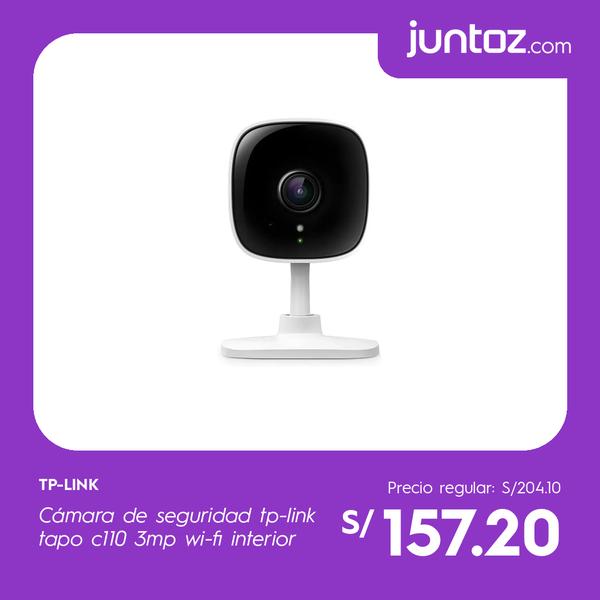 juntoz.com
TP-LINK
Cámara de seguridad tp-link
tapo c110 3mp wi-fi interior
Precio regular: S/204.10
S/157.20